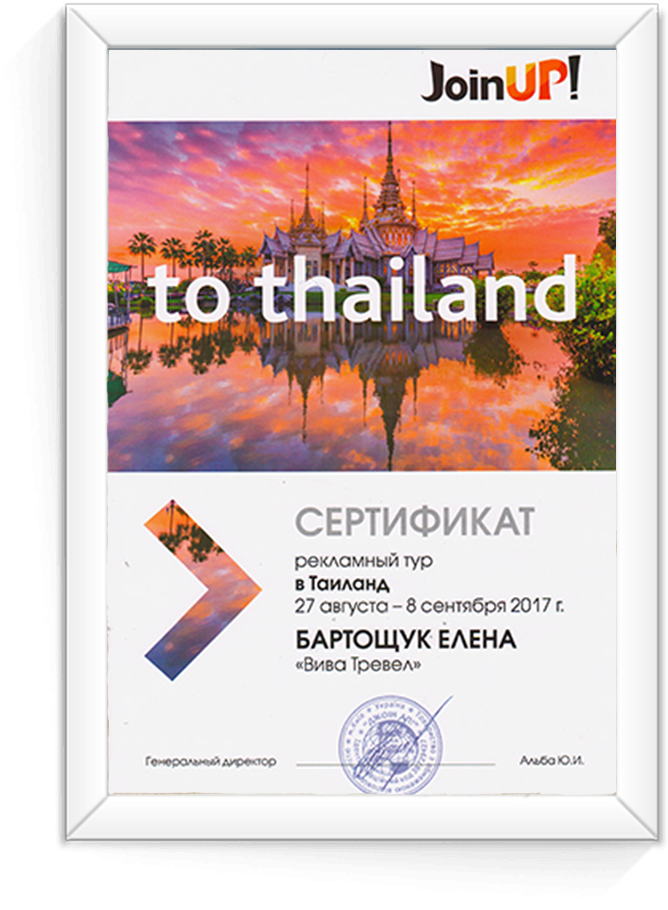 JoinUP!
to thailand
СЕРТИФИКАТ
рекламный тур
в Таиланд
27 августа – 8 сентября 2017 г.
БАРТОЩУК ЕЛЕНА
«Вива Тревел»
Генеральный директор
Альба Ю.И.